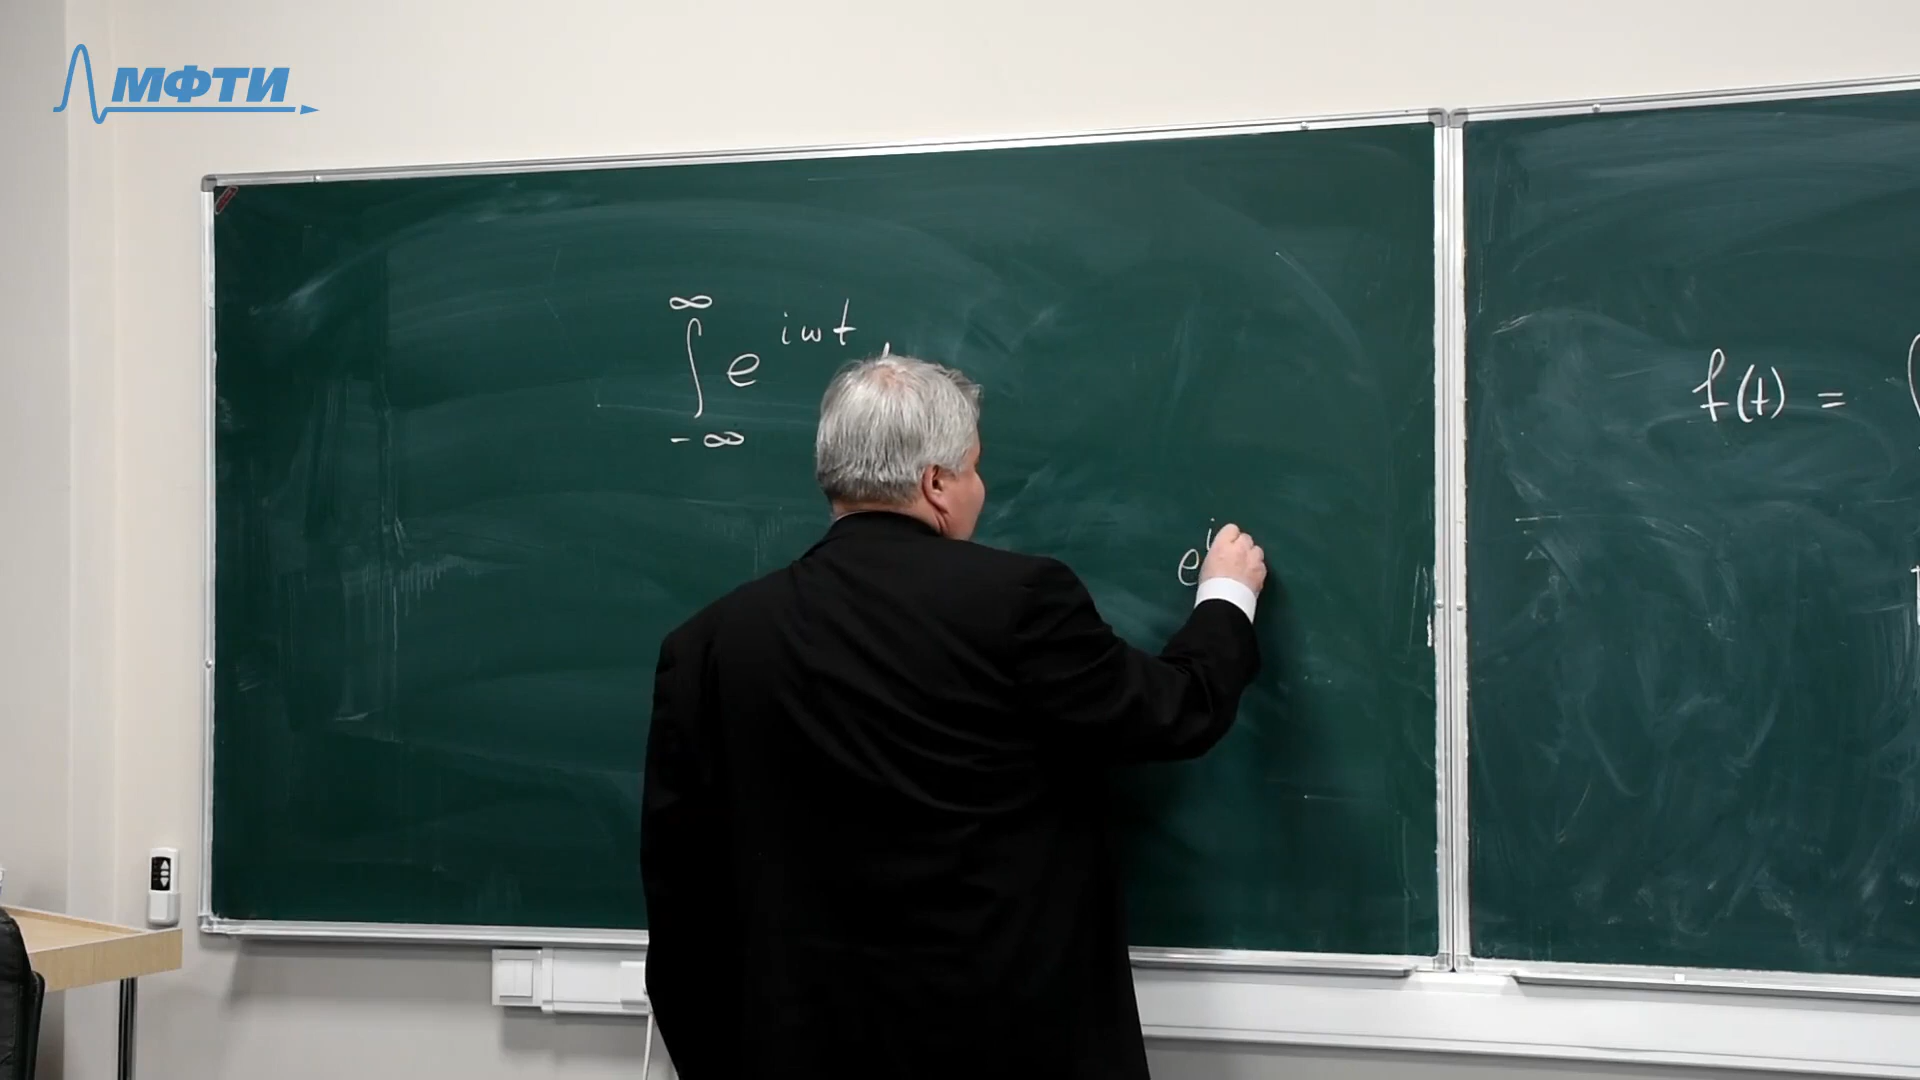 МФТИ
∞
∫ e^{iωt}
-∞
e^i
f(t) =